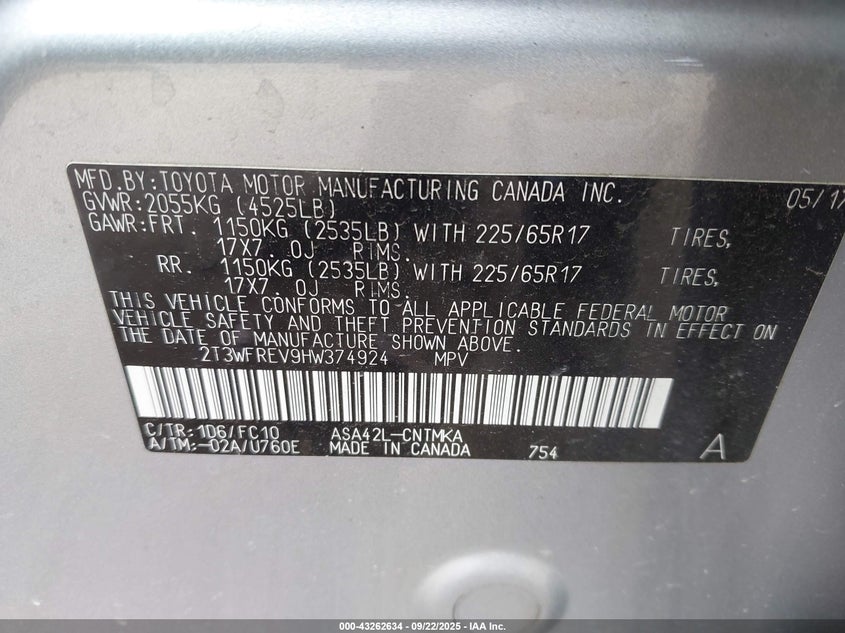 MFD.BY:TOYOTA MOTOR MANUFACTURING CANADA INC. 05/17
GVWR:2055KG (4525LB)
GAWR:FRT. 1150KG (2535LB) WITH 225/65R17 TIRES,
17X7. 0J RIMS.
RR. 1150KG (2535LB) WITH 225/65R17 TIRES,
17X7 0J RIMS.
THIS VEHICLE CONFORMS TO ALL APPLICABLE FEDERAL MOTOR
VEHICLE SAFETY AND THEFT PREVENTION STANDARDS IN EFFECT ON
THE DATE OF MANUFACTURE SHOWN ABOVE.
2T3WFREV9HW374924 MPV
C/TR:1D6/FC10 ASA42L-CNTMKA
A/TM:-02A/U760E MADE IN CANADA 754 A
000-43262634 - 09/22/2025 - IAA Inc.